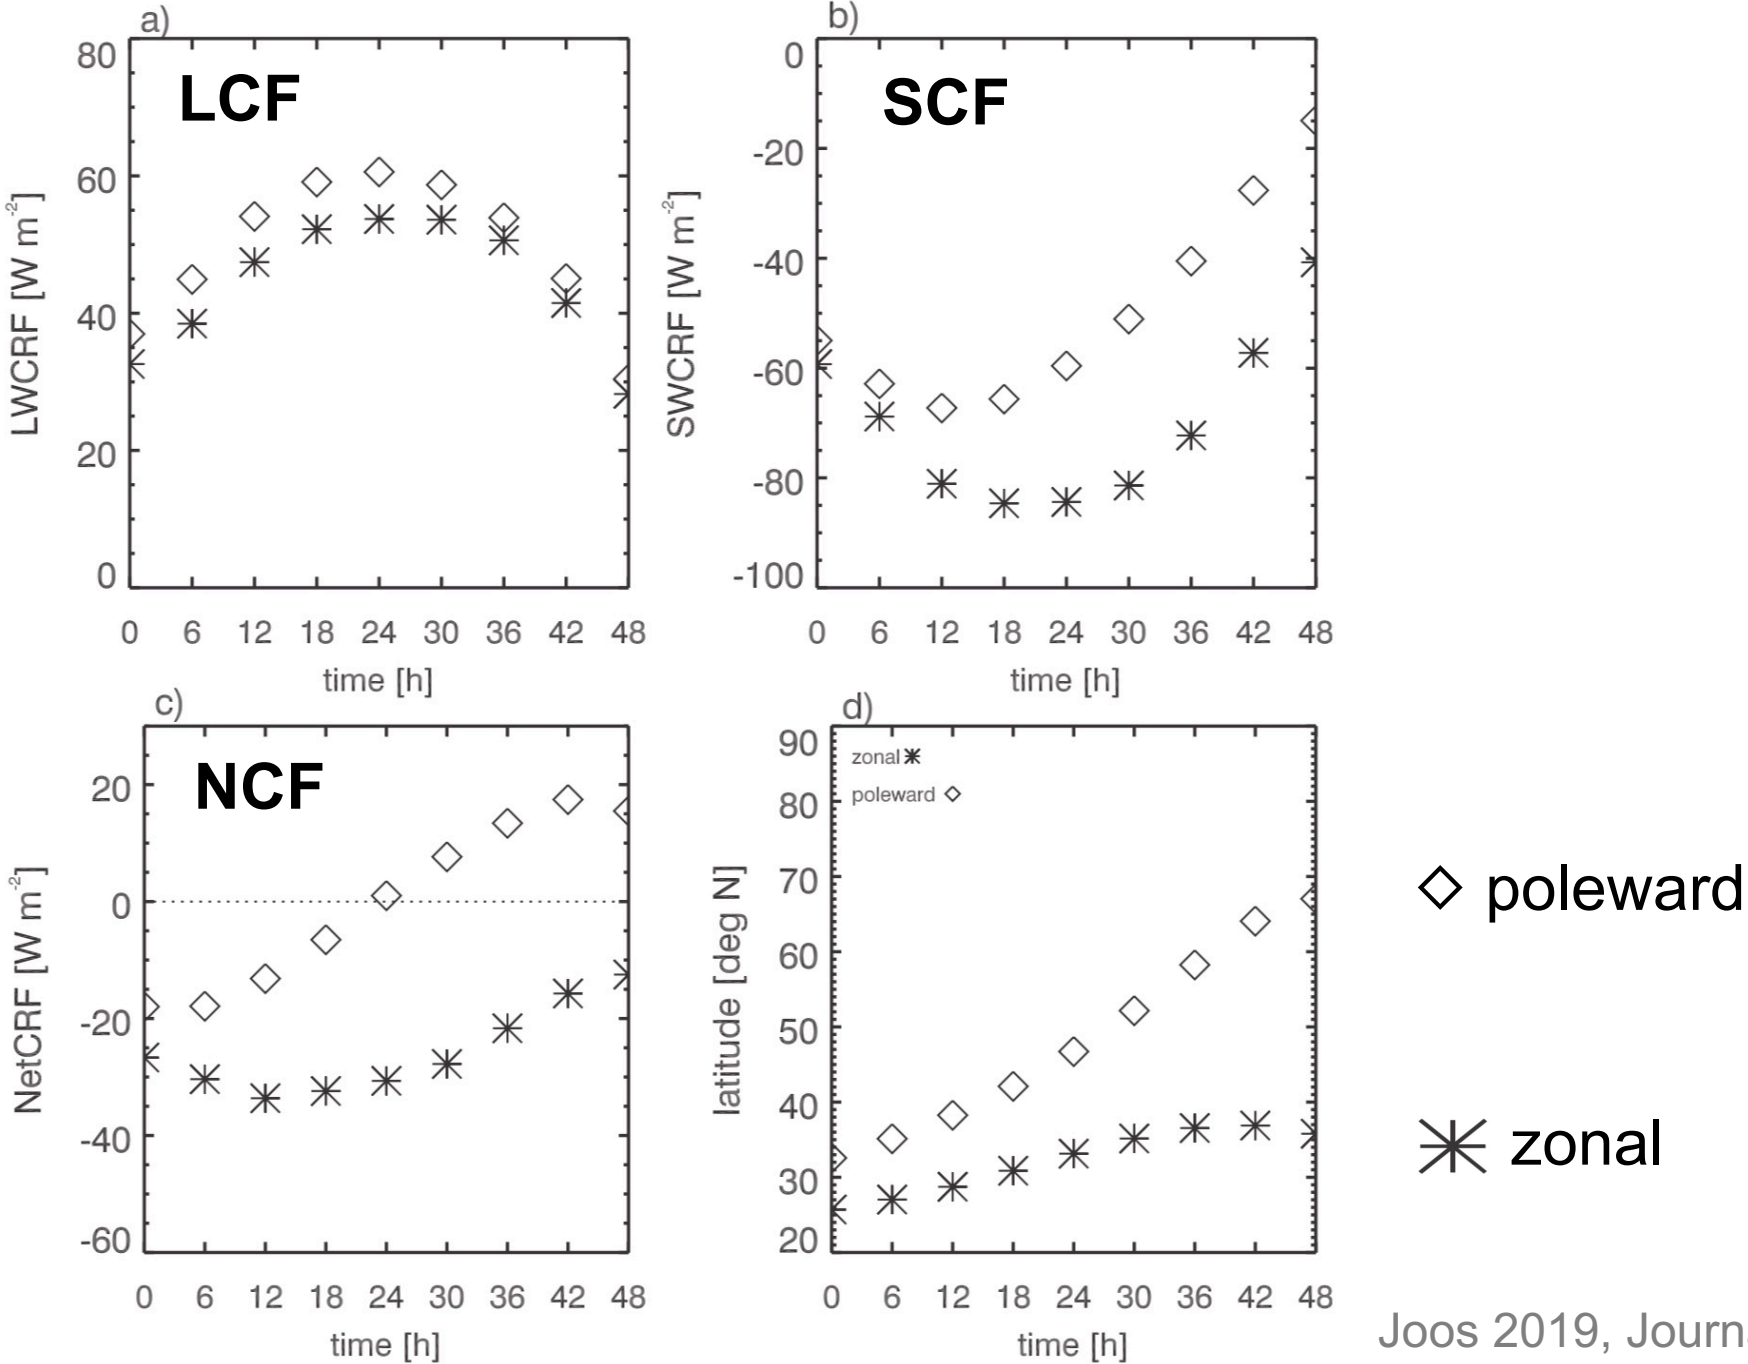 a)
LCF
LWCRF [W m⁻²]
80
60
40
20
0
0 6 12 18 24 30 36 42 48
time [h]
b)
SCF
SWCRF [W m⁻²]
0
-20
-40
-60
-80
-100
0 6 12 18 24 30 36 42 48
time [h]
c)
NCF
NetCRF [W m⁻²]
20
0
-20
-40
-60
0 6 12 18 24 30 36 42 48
time [h]
d)
zonal
poleward
latitude [deg N]
90
80
70
60
50
40
30
20
0 6 12 18 24 30 36 42 48
time [h]
poleward
zonal
Joos 2019, Journ